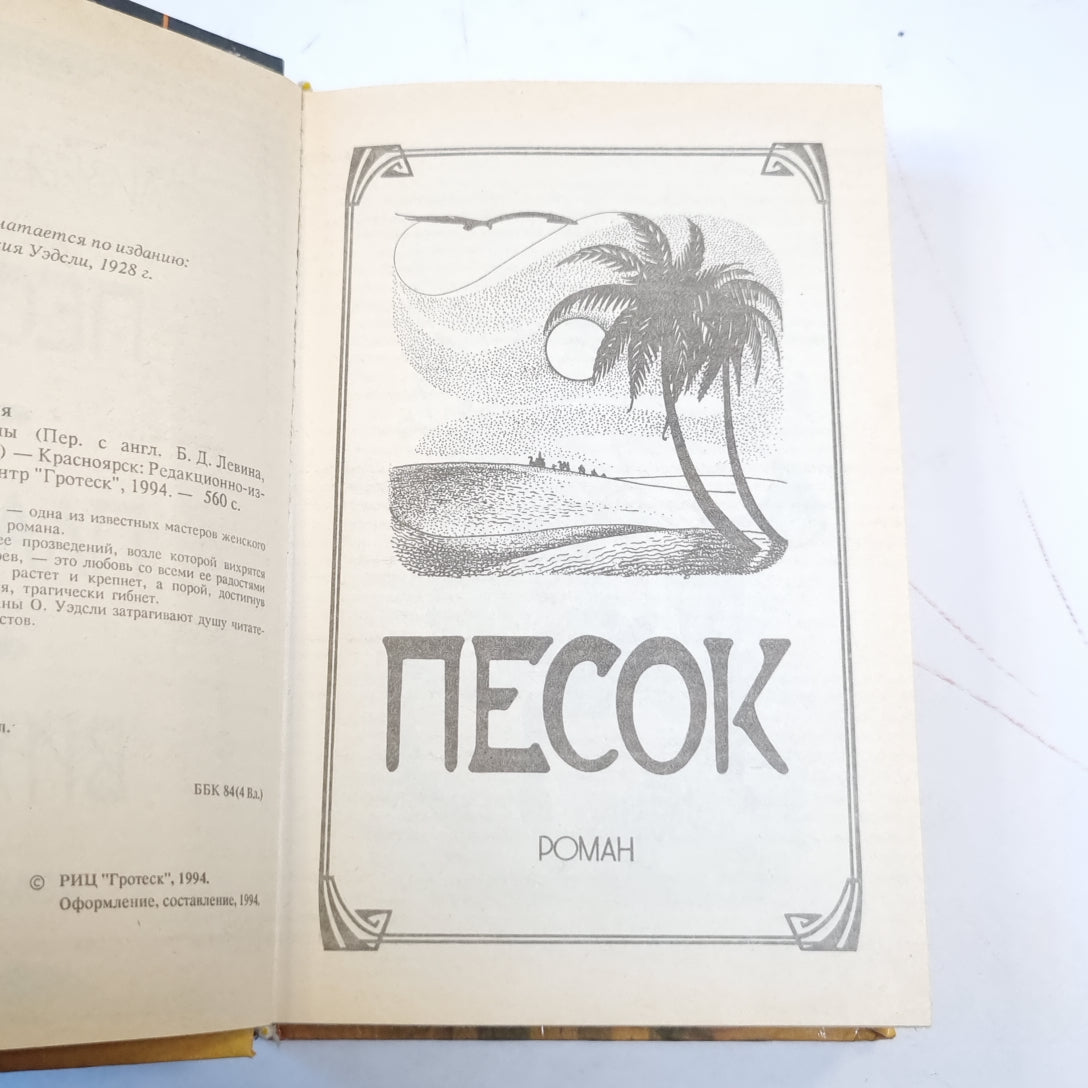 чатается по изданию:
Уэдсли, 1928 г.
ны (Пер. с англ. Б. Д. Левина,
) — Красноярск: Редакционно-из-
нтр "Гротеск", 1994. — 560 с.
— одна из известных мастеров женского
романа.
ее прозведений, возле которой вихрятся
ев, — это любовь со всеми ее радостями
растет и крепнет, а порой, достигнув
я, трагически гибнет.
ны О. Уэдсли затрагивают душу читате-
стов.
л.
ББК 84(4 Вл.)
© РИЦ "Гротеск", 1994.
Оформление, составление, 1994.
ПЕСОК
РОМАН